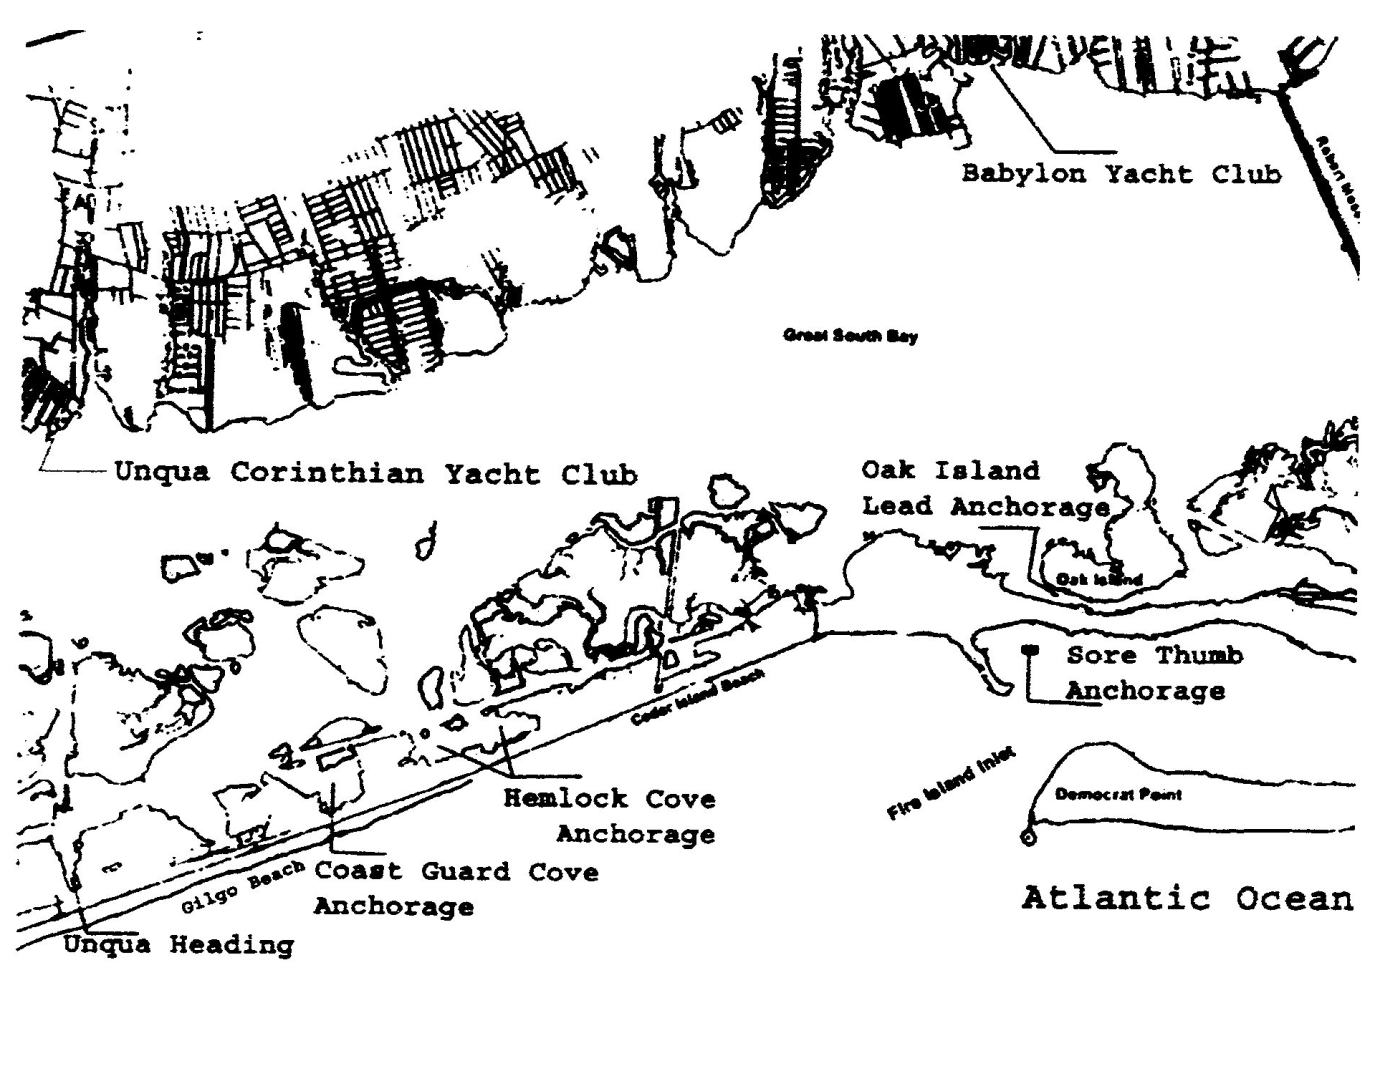 Babylon Yacht Club
Robert Mose
Great South Bay
Unqua Corinthian Yacht Club
Oak Island
Lead Anchorage
Oak Island
Sore Thumb
Anchorage
Cedar Island Beach
Fire Island Inlet
Democrat Point
Hemlock Cove
Anchorage
Coast Guard Cove
Anchorage
Gilgo Beach
Atlantic Ocean
Unqua Heading